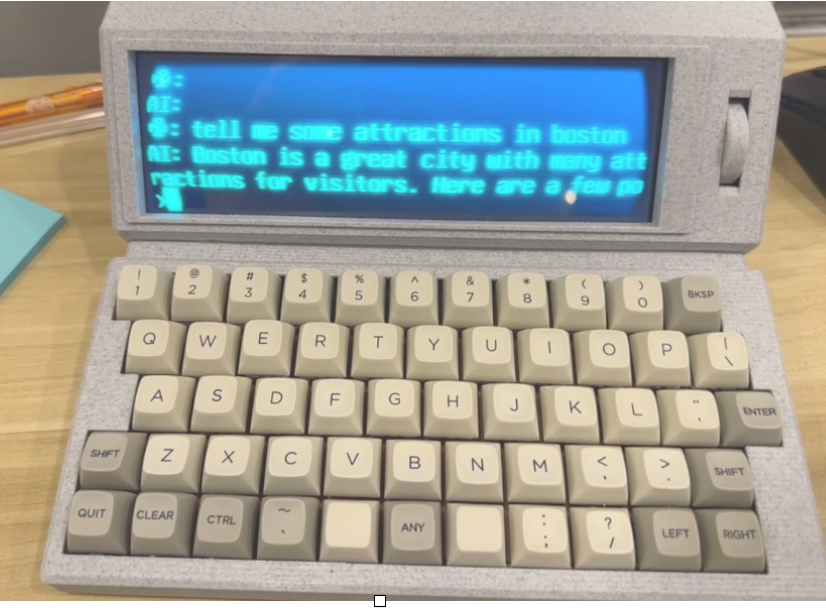 :
AI:
: tell me some attractions in boston
AI: Boston is a great city with many att
ractions for visitors. Here are a few po
>
! @ # $ % ^ & * ( )
1 2 3 4 5 6 7 8 9 0 BKSP
Q W E R T Y U I O P | \
A S D F G H J K L " ' ENTER
SHIFT Z X C V B N M < , > . SHIFT
QUIT CLEAR CTRL ~ ` ANY : ; ? / LEFT RIGHT